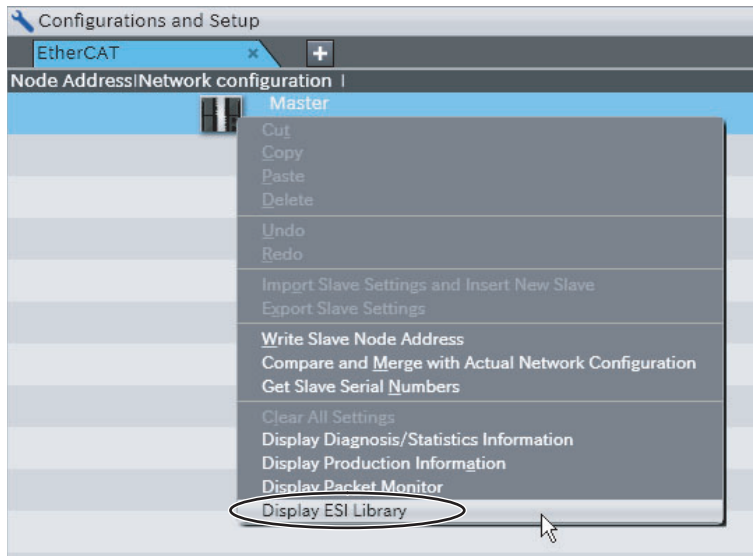 Configurations and Setup
EtherCAT × +
Node Address|Network configuration |
Master
Cut
Copy
Paste
Delete
Undo
Redo
Import Slave Settings and Insert New Slave
Export Slave Settings
Write Slave Node Address
Compare and Merge with Actual Network Configuration
Get Slave Serial Numbers
Clear All Settings
Display Diagnosis/Statistics Information
Display Production Information
Display Packet Monitor
Display ESI Library